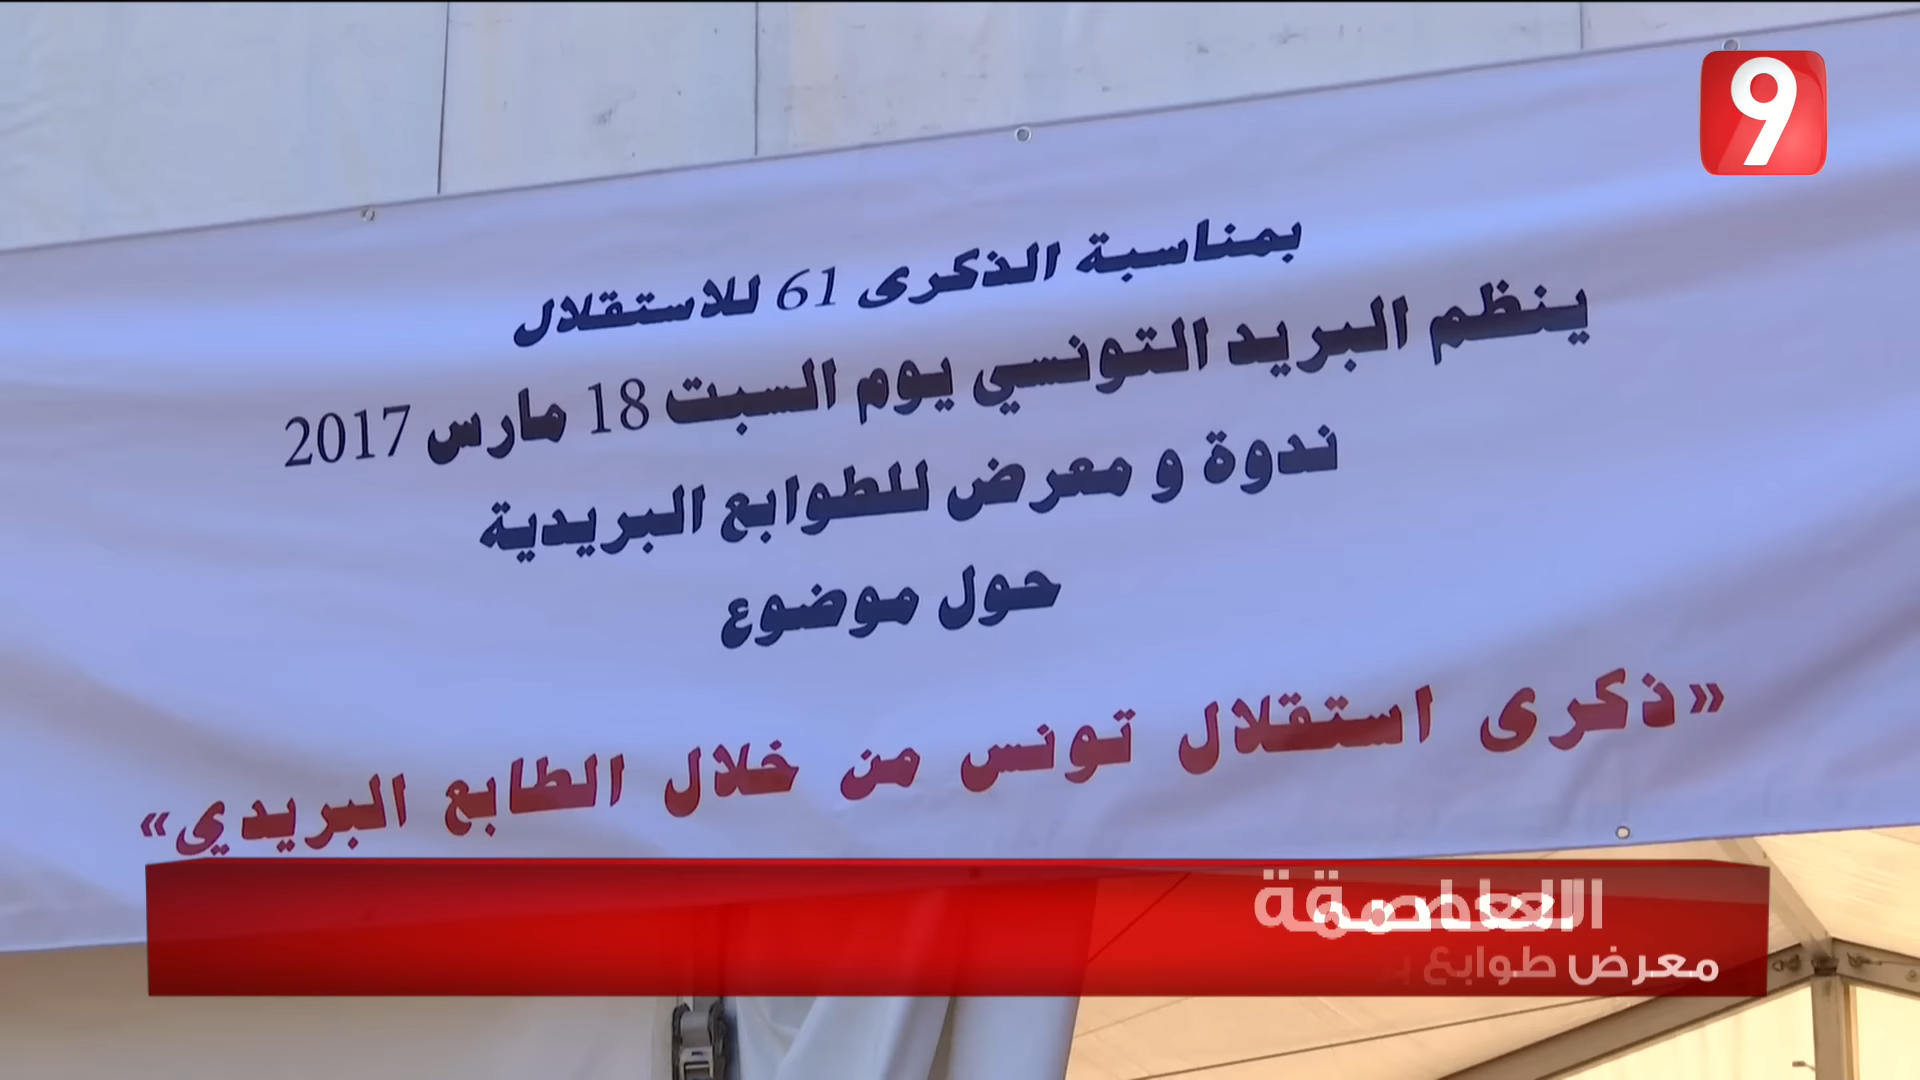 9
بمناسبة الذكرى 61 للاستقلال
ينظم البريد التونسي يوم السبت 18 مارس 2017
ندوة و معرض للطوابع البريدية
حول موضوع
«ذكرى استقلال تونس من خلال الطابع البريدي»
معرض طوابع